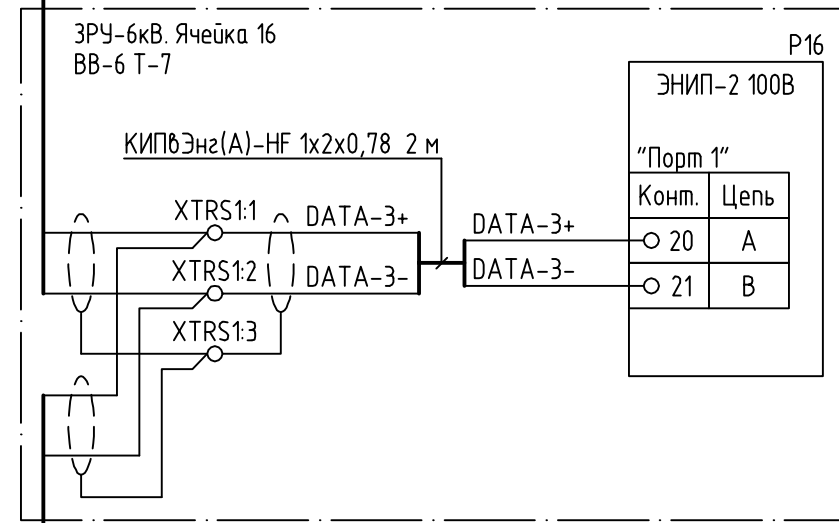 ЗРУ-6кВ. Ячейка 16
ВВ-6 Т-7
P16
ЭНИП-2 100В
КИПвЭнг(А)-HF 1x2x0,78 2 м
"Порт 1"
Конт. Цепь
XTRS1:1 DATA-3+ DATA-3+ 20 A
XTRS1:2 DATA-3- DATA-3- 21 B
XTRS1:3